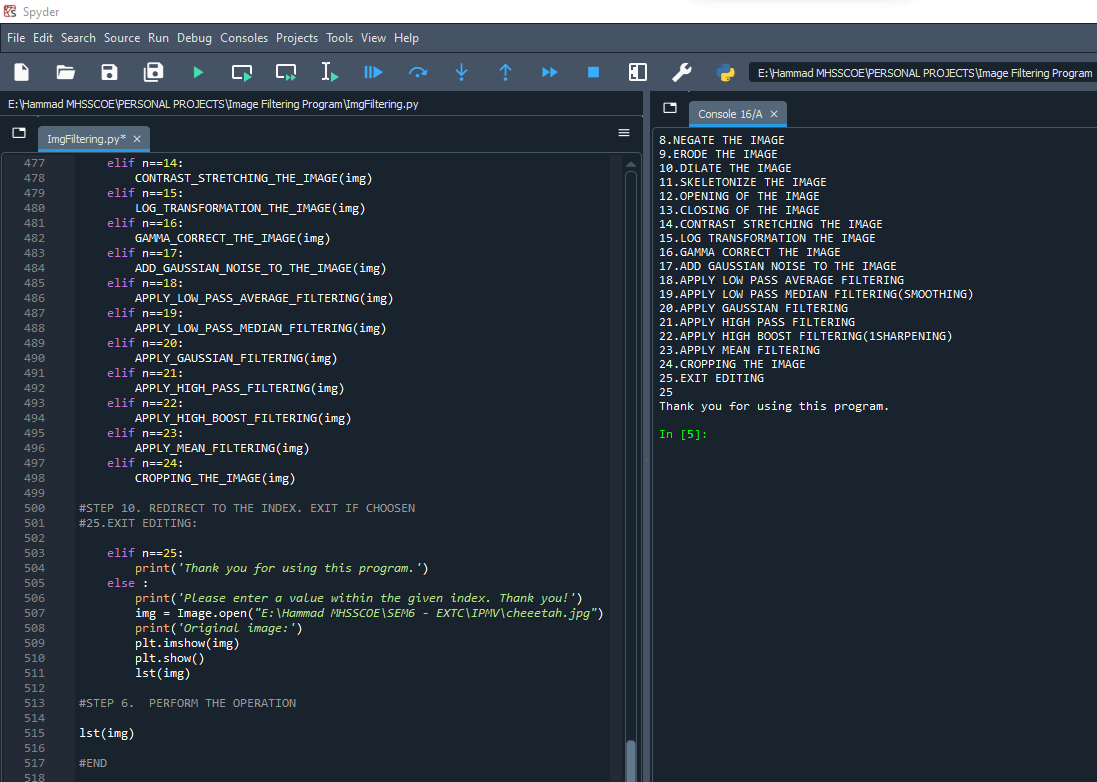 Spyder
File Edit Search Source Run Debug Consoles Projects Tools View Help
E:\Hammad MHSSCOE\PERSONAL PROJECTS\Image Filtering Program
E:\Hammad MHSSCOE\PERSONAL PROJECTS\Image Filtering Program\ImgFiltering.py
ImgFiltering.py*
477 elif n==14:
478 CONTRAST_STRETCHING_THE_IMAGE(img)
479 elif n==15:
480 LOG_TRANSFORMATION_THE_IMAGE(img)
481 elif n==16:
482 GAMMA_CORRECT_THE_IMAGE(img)
483 elif n==17:
484 ADD_GAUSSIAN_NOISE_TO_THE_IMAGE(img)
485 elif n==18:
486 APPLY_LOW_PASS_AVERAGE_FILTERING(img)
487 elif n==19:
488 APPLY_LOW_PASS_MEDIAN_FILTERING(img)
489 elif n==20:
490 APPLY_GAUSSIAN_FILTERING(img)
491 elif n==21:
492 APPLY_HIGH_PASS_FILTERING(img)
493 elif n==22:
494 APPLY_HIGH_BOOST_FILTERING(img)
495 elif n==23:
496 APPLY_MEAN_FILTERING(img)
497 elif n==24:
498 CROPPING_THE_IMAGE(img)
499
500 #STEP 10. REDIRECT TO THE INDEX. EXIT IF CHOOSEN
501 #25.EXIT EDITING:
502
503 elif n==25:
504 print('Thank you for using this program.')
505 else :
506 print('Please enter a value within the given index. Thank you!')
507 img = Image.open("E:\Hammad MHSSCOE\SEM6 - EXTC\IPMV\cheeetah.jpg")
508 print('Original image:')
509 plt.imshow(img)
510 plt.show()
511 lst(img)
512
513 #STEP 6. PERFORM THE OPERATION
514
515 lst(img)
516
517 #END
518
Console 16/A
8.NEGATE THE IMAGE
9.ERODE THE IMAGE
10.DILATE THE IMAGE
11.SKELETONIZE THE IMAGE
12.OPENING OF THE IMAGE
13.CLOSING OF THE IMAGE
14.CONTRAST STRETCHING THE IMAGE
15.LOG TRANSFORMATION THE IMAGE
16.GAMMA CORRECT THE IMAGE
17.ADD GAUSSIAN NOISE TO THE IMAGE
18.APPLY LOW PASS AVERAGE FILTERING
19.APPLY LOW PASS MEDIAN FILTERING(SMOOTHING)
20.APPLY GAUSSIAN FILTERING
21.APPLY HIGH PASS FILTERING
22.APPLY HIGH BOOST FILTERING(1SHARPENING)
23.APPLY MEAN FILTERING
24.CROPPING THE IMAGE
25.EXIT EDITING
25
Thank you for using this program.
In [5]: